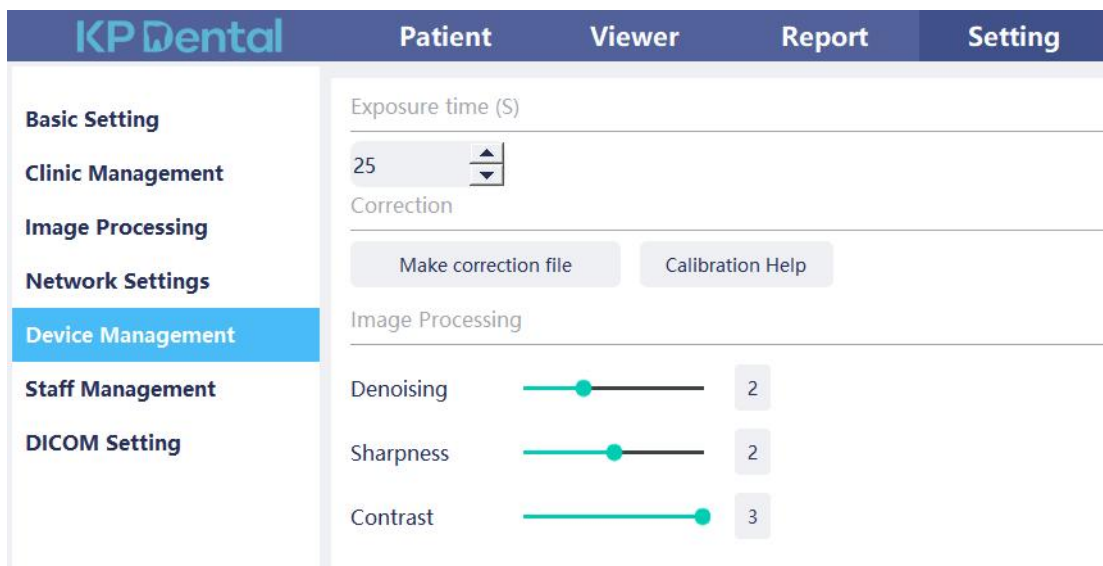 KP Dental Patient Viewer Report Setting
Basic Setting
Clinic Management
Image Processing
Network Settings
Device Management
Staff Management
DICOM Setting
Exposure time (S)
25
Correction
Make correction file Calibration Help
Image Processing
Denoising 2
Sharpness 2
Contrast 3